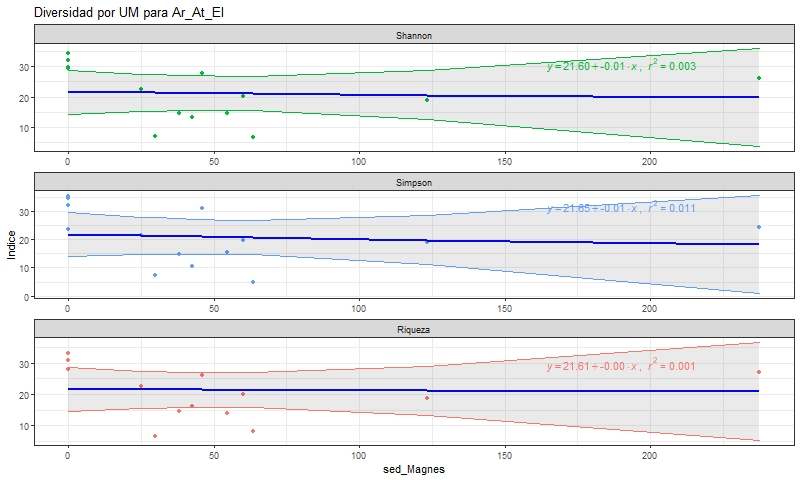 Diversidad por UM para Ar_At_El
Shannon
30
20
10
y = 21.60 + -0.01 · x , r² = 0.003
0 50 100 150 200
Simpson
30
20
10
0
y = 21.65 + -0.01 · x , r² = 0.011
0 50 100 150 200
Indice
Riqueza
30
20
10
y = 21.61 + -0.00 · x , r² = 0.001
0 50 100 150 200
sed_Magnes